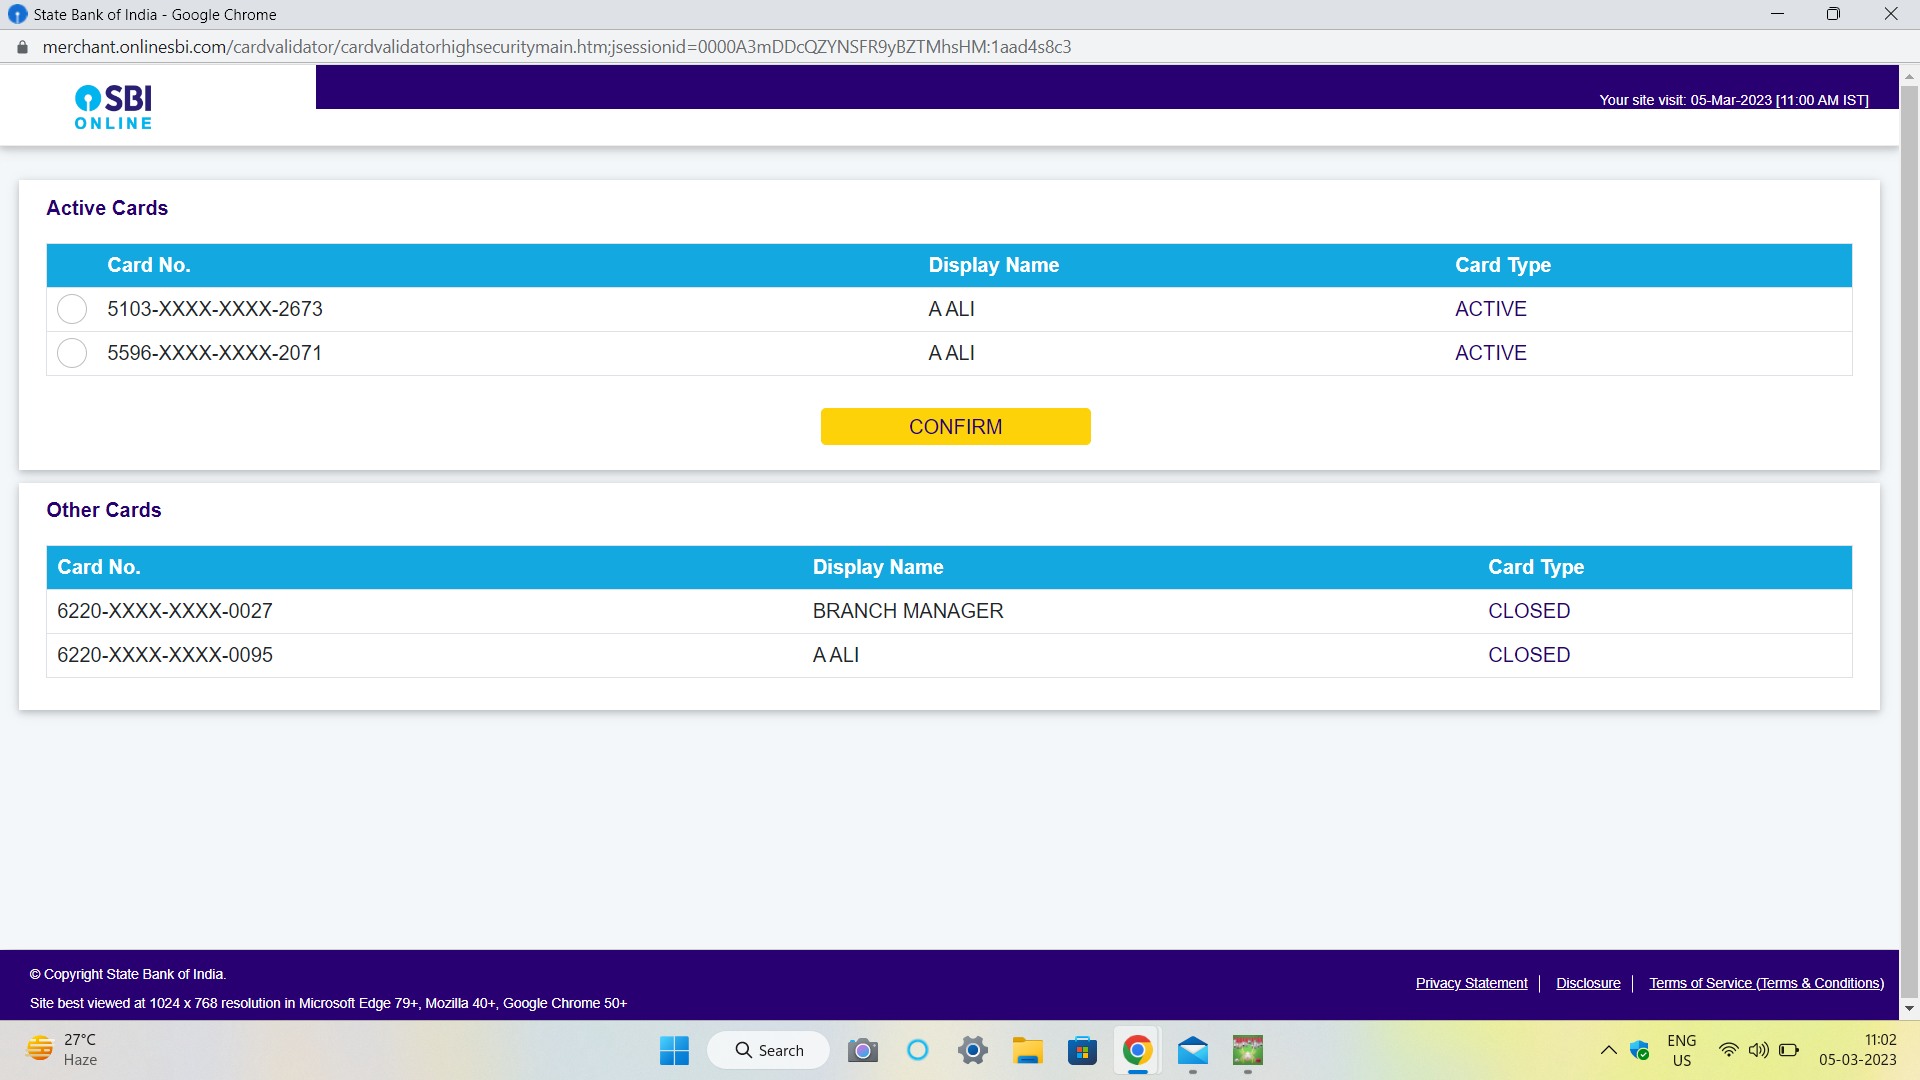 State Bank of India - Google Chrome
merchant.onlinesbi.com/cardvalidator/cardvalidatorhighsecuritymain.htm;jsessionid=0000A3mDDcQZYNSFR9yBZTMhsHM:1aad4s8c3
SBI
ONLINE
Your site visit: 05-Mar-2023 [11:00 AM IST]
Active Cards
Card No. Display Name Card Type
5103-XXXX-XXXX-2673 A ALI ACTIVE
5596-XXXX-XXXX-2071 A ALI ACTIVE
CONFIRM
Other Cards
Card No. Display Name Card Type
6220-XXXX-XXXX-0027 BRANCH MANAGER CLOSED
6220-XXXX-XXXX-0095 A ALI CLOSED
© Copyright State Bank of India.
Site best viewed at 1024 x 768 resolution in Microsoft Edge 79+, Mozilla 40+, Google Chrome 50+
Privacy Statement Disclosure Terms of Service (Terms & Conditions)
27°C
Haze
Search
ENG
US
11:02
05-03-2023